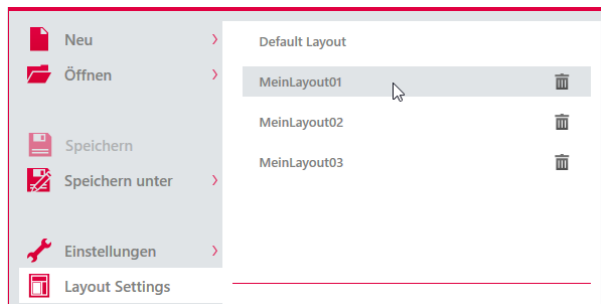 Neu
Öffnen
Speichern
Speichern unter
Einstellungen
Layout Settings
Default Layout
MeinLayout01
MeinLayout02
MeinLayout03